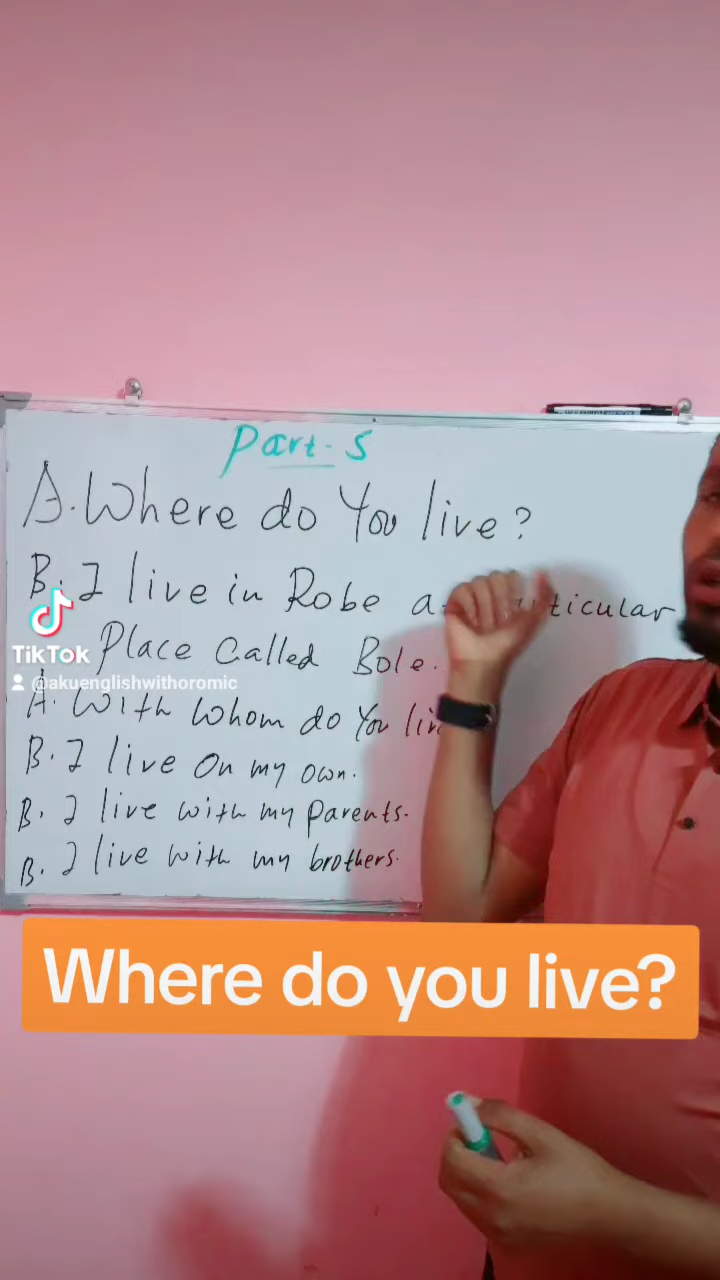 Part-5
A. Where do You live?
B. I live in Robe a ticular
Place Called Bole.
TikTok
@akuenglishwithoromic
A. With Whom do You
B. I live On my own.
B. I live with my Parents.
B. I live with my brothers.
Where do you live?